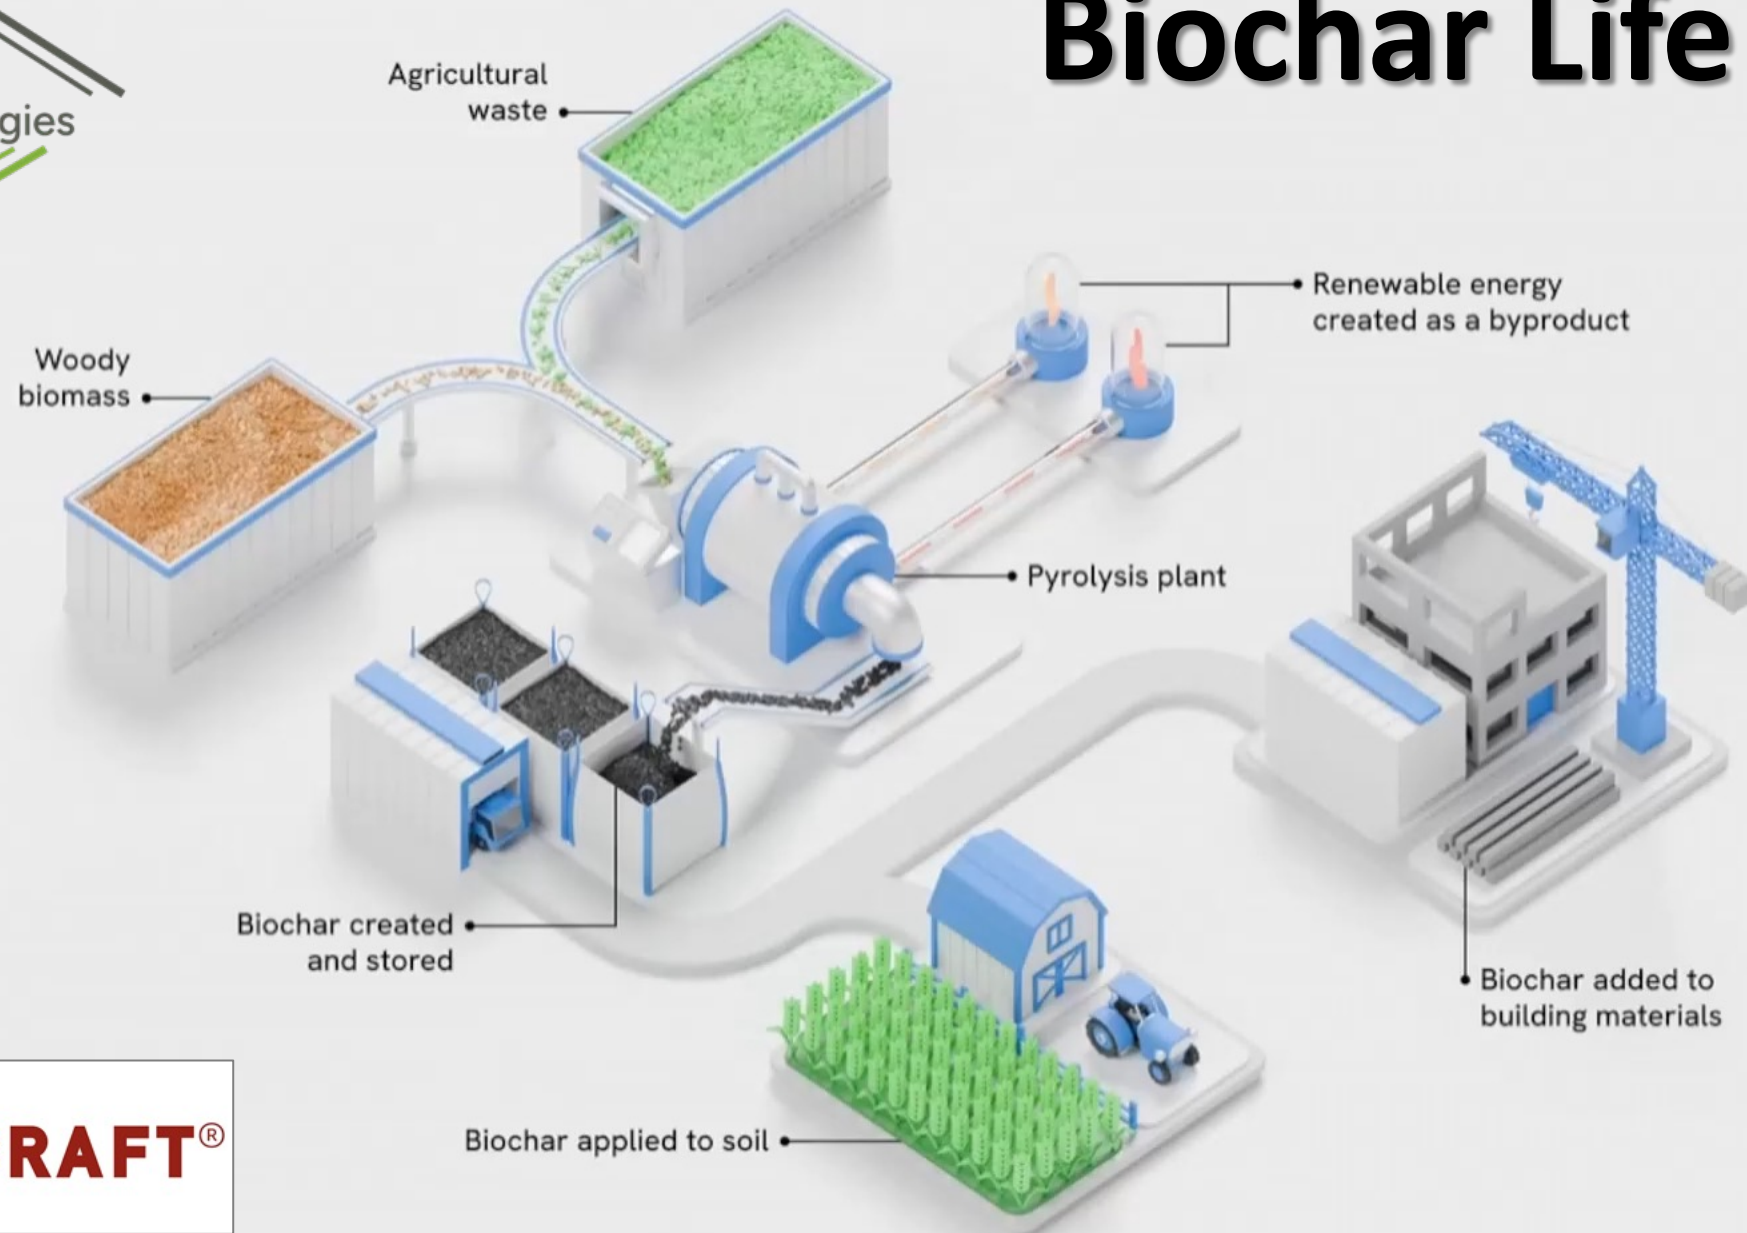 Biochar Life
gies
Agricultural
waste
Renewable energy
created as a byproduct
Woody
biomass
Pyrolysis plant
Biochar created
and stored
Biochar added to
building materials
Biochar applied to soil
RAFT®